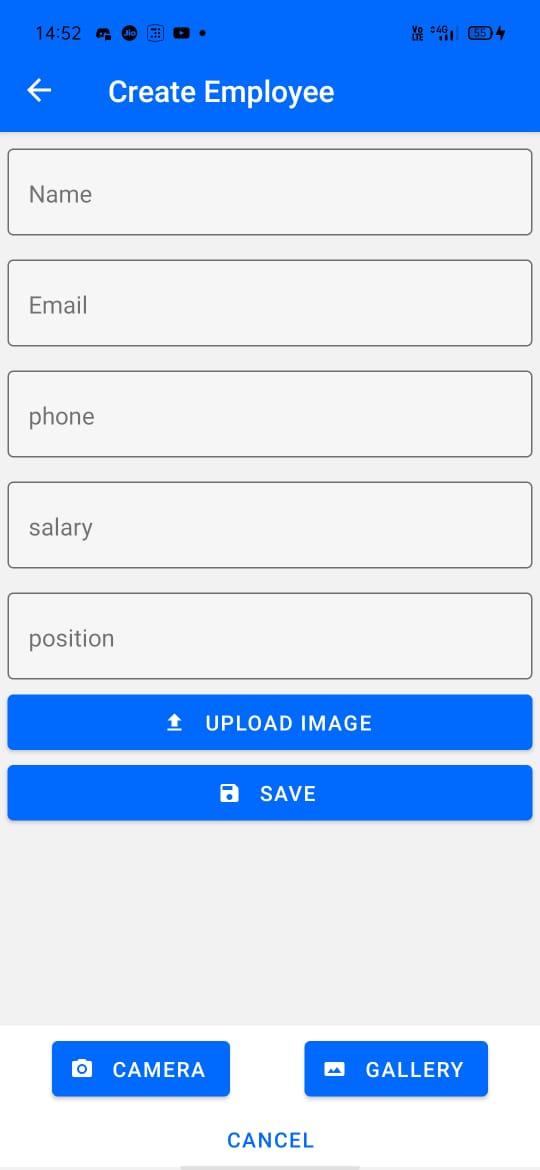 14:52 Jio Vo LTE 4G 55
Create Employee
Name
Email
phone
salary
position
UPLOAD IMAGE
SAVE
CAMERA GALLERY
CANCEL